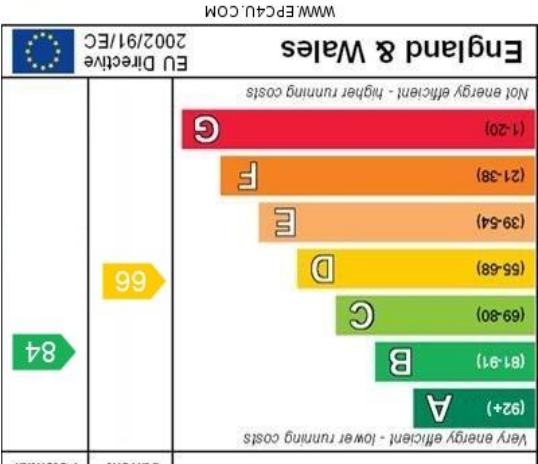 Very energy efficient - lower running costs
(92+) A
(81-91) B
84
(69-80) C
(55-68) D
66
(39-54) E
(21-38) F
(1-20) G
Not energy efficient - higher running costs
England & Wales
EU Directive
2002/91/EC
WWW.EPC4U.COM